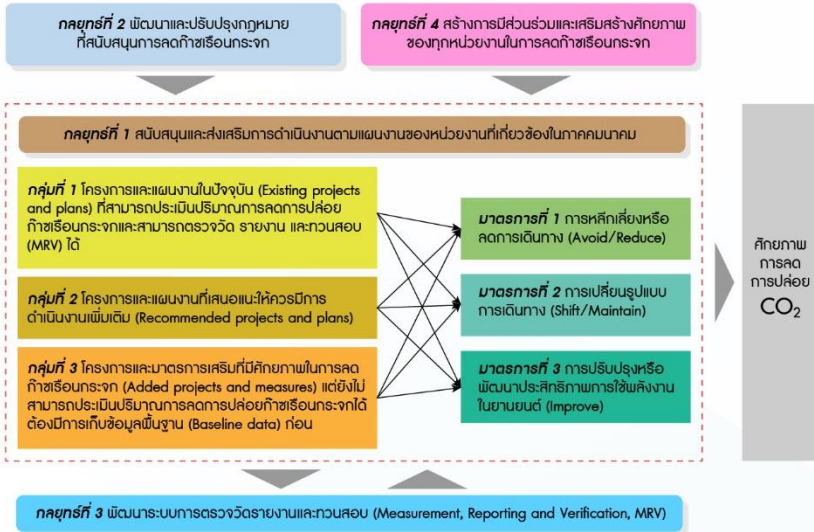 กลยุทธ์ที่ 2 พัฒนาและปรับปรุงกฎหมาย
ที่สนับสนุนการลดก๊าซเรือนกระจก
กลยุทธ์ที่ 4 สร้างการมีส่วนร่วมและเสริมสร้างศักยภาพ
ของทุกหน่วยงานในการลดก๊าซเรือนกระจก
กลยุทธ์ที่ 1 สนับสนุนและส่งเสริมการดำเนินงานตามแผนงานของหน่วยงานที่เกี่ยวข้องในภาคคมนาคม
กลุ่มที่ 1 โครงการและแผนงานในปัจจุบัน (Existing projects
and plans) ที่สามารถประเมินปริมาณการลดการปล่อย
ก๊าซเรือนกระจกและสามารถตรวจวัด รายงาน และทวนสอบ
(MRV) ได้
กลุ่มที่ 2 โครงการและแผนงานที่เสนอแนะให้ควรมีการ
ดำเนินงานเพิ่มเติม (Recommended projects and plans)
กลุ่มที่ 3 โครงการและมาตรการเสริมที่มีศักยภาพในการลด
ก๊าซเรือนกระจก (Added projects and measures) แต่ยังไม่
สามารถประเมินปริมาณการลดการปล่อยก๊าซเรือนกระจกได้
ต้องมีการเก็บข้อมูลพื้นฐาน (Baseline data) ก่อน
มาตรการที่ 1 การหลีกเลี่ยงหรือ
ลดการเดินทาง (Avoid/Reduce)
มาตรการที่ 2 การเปลี่ยนรูปแบบ
การเดินทาง (Shift/Maintain)
มาตรการที่ 3 การปรับปรุงหรือ
พัฒนาประสิทธิภาพการใช้พลังงาน
ในยานยนต์ (Improve)
ศักยภาพ
การลด
การปล่อย
CO₂
กลยุทธ์ที่ 3 พัฒนาระบบการตรวจวัดรายงานและทวนสอบ (Measurement, Reporting and Verification, MRV)